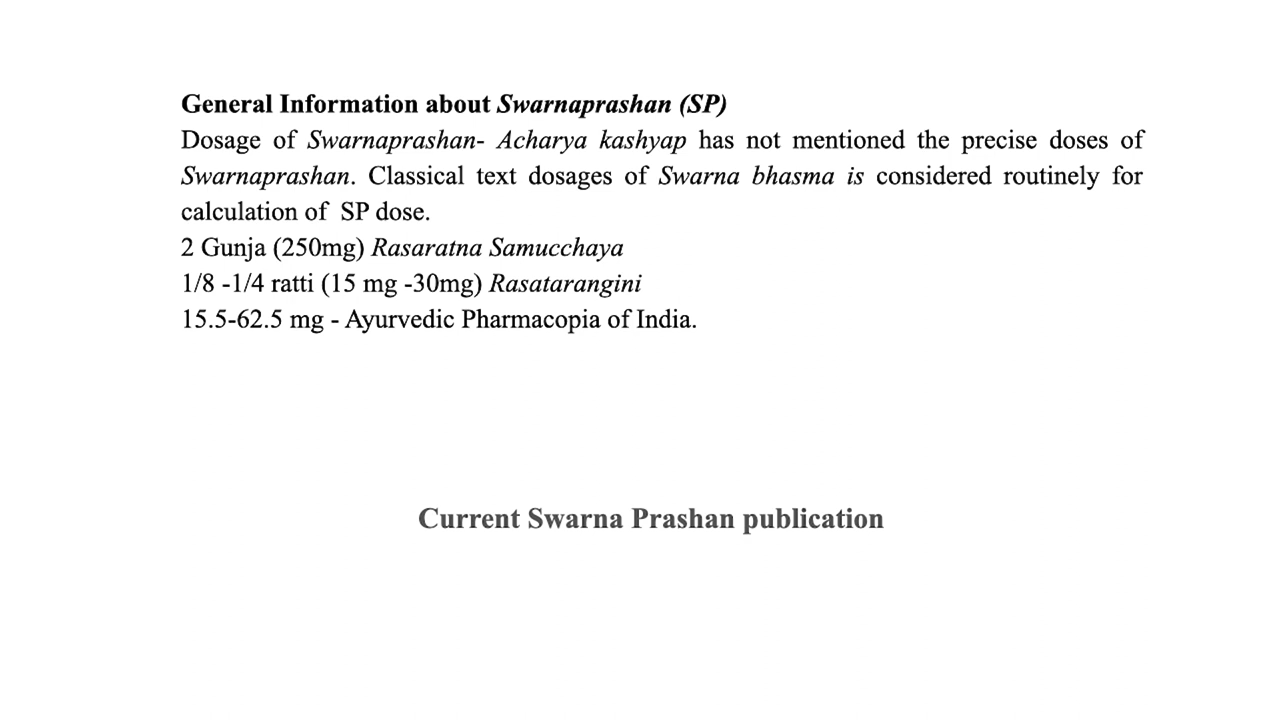 General Information about Swarnaprashan (SP)
Dosage of Swarnaprashan- Acharya kashyap has not mentioned the precise doses of
Swarnaprashan. Classical text dosages of Swarna bhasma is considered routinely for
calculation of  SP dose.
2 Gunja (250mg) Rasaratna Samucchaya
1/8 -1/4 ratti (15 mg -30mg) Rasatarangini
15.5-62.5 mg - Ayurvedic Pharmacopia of India.
Current Swarna Prashan publication